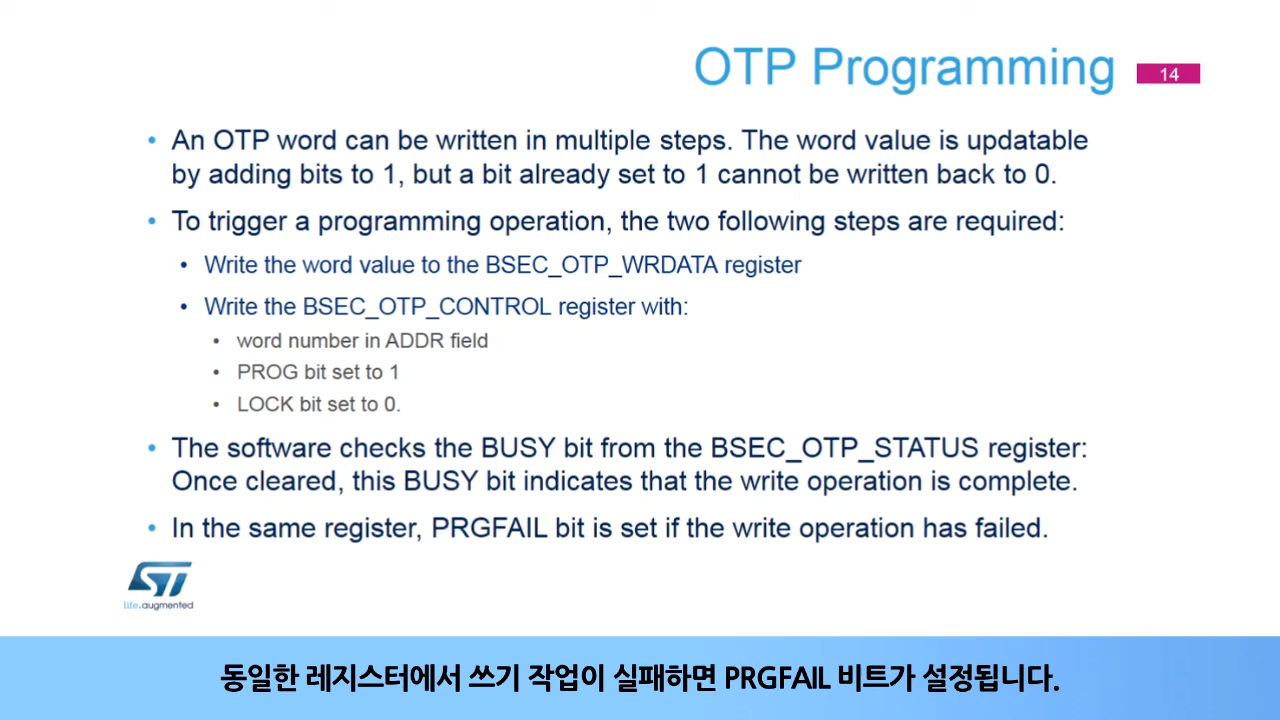 OTP Programming
14
• An OTP word can be written in multiple steps. The word value is updatable
by adding bits to 1, but a bit already set to 1 cannot be written back to 0.
• To trigger a programming operation, the two following steps are required:
• Write the word value to the BSEC_OTP_WRDATA register
• Write the BSEC_OTP_CONTROL register with:
• word number in ADDR field
• PROG bit set to 1
• LOCK bit set to 0.
• The software checks the BUSY bit from the BSEC_OTP_STATUS register:
Once cleared, this BUSY bit indicates that the write operation is complete.
• In the same register, PRGFAIL bit is set if the write operation has failed.
ST
life.augmented
동일한 레지스터에서 쓰기 작업이 실패하면 PRGFAIL 비트가 설정됩니다.